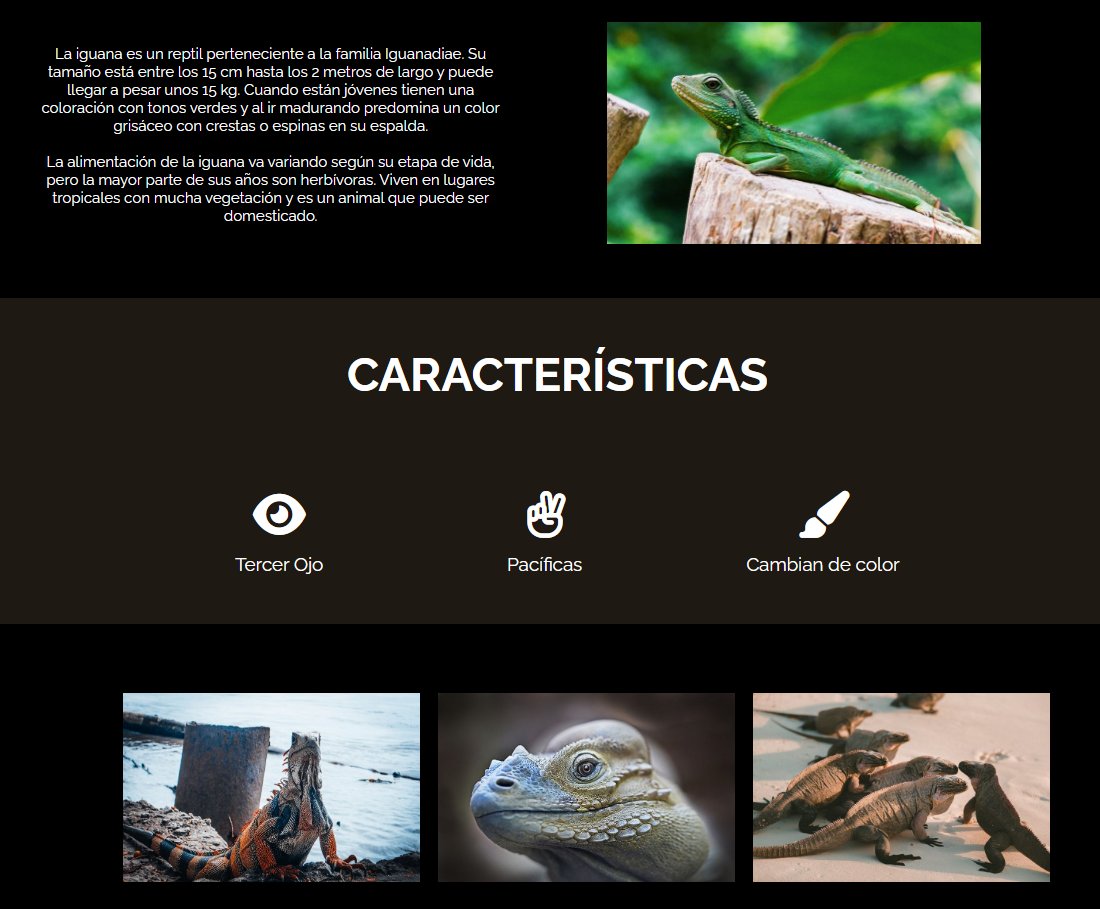 La iguana es un reptil perteneciente a la familia Iguanadiae. Su
tamaño está entre los 15 cm hasta los 2 metros de largo y puede
llegar a pesar unos 15 kg. Cuando están jóvenes tienen una
coloración con tonos verdes y al ir madurando predomina un color
grisáceo con crestas o espinas en su espalda.
La alimentación de la iguana va variando según su etapa de vida,
pero la mayor parte de sus años son herbívoras. Viven en lugares
tropicales con mucha vegetación y es un animal que puede ser
domesticado.
CARACTERÍSTICAS
Tercer Ojo
Pacíficas
Cambian de color